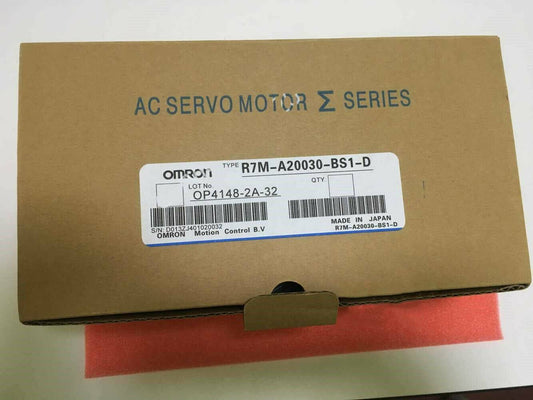 AC SERVO MOTOR Σ SERIES
OMRON TYPE R7M-A20030-BS1-D
LOT No. QTY.
OP4148-2A-32
S/N: D013ZJ401020032 MADE IN JAPAN
OMRON Motion Control B.V R7M-A20030-BS1-D